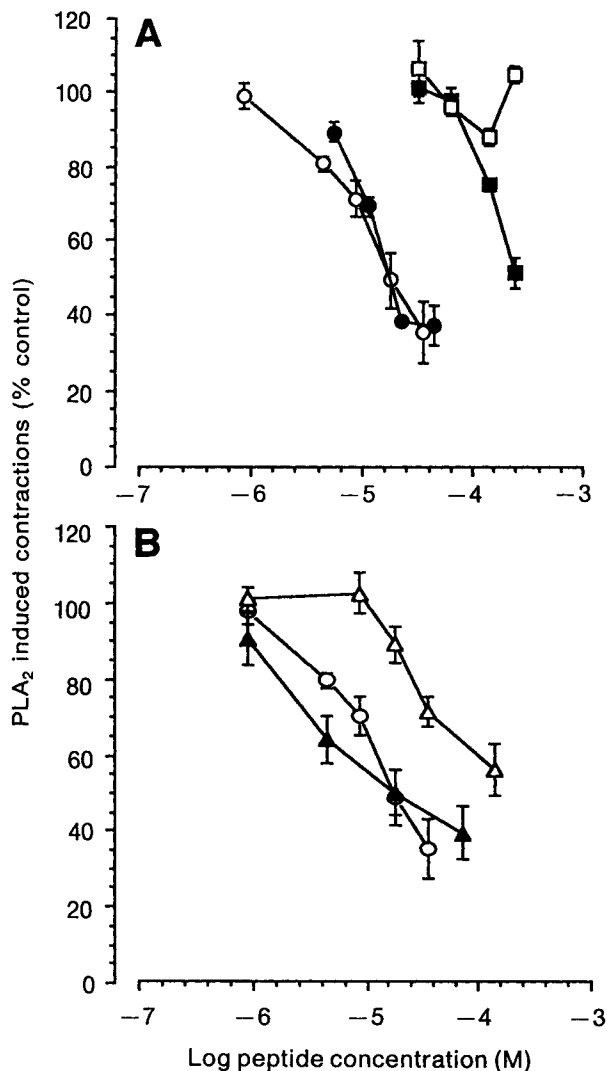 A
120
100
80
60
40
20
0
−7 −6 −5 −4 −3
B
120
100
80
60
40
20
0
−7 −6 −5 −4 −3
PLA₂ induced contractions (% control)
Log peptide concentration (M)